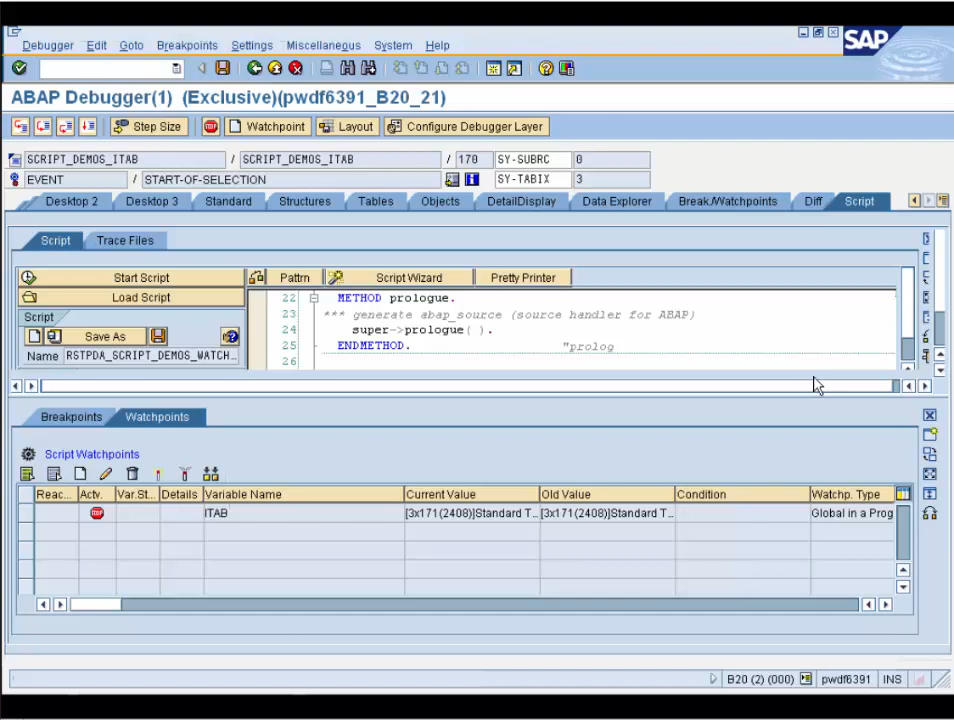 Debugger Edit Goto Breakpoints Settings Miscellaneous System Help
SAP
ABAP Debugger(1) (Exclusive)(pwdf6391_B20_21)
Step Size Watchpoint Layout Configure Debugger Layer
SCRIPT_DEMOS_ITAB / SCRIPT_DEMOS_ITAB / 170 SY-SUBRC 0
EVENT / START-OF-SELECTION SY-TABIX 3
Desktop 2 Desktop 3 Standard Structures Tables Objects DetailDisplay Data Explorer Break./Watchpoints Diff Script
Script Trace Files
Start Script Pattrn Script Wizard Pretty Printer
Load Script 22 METHOD prologue.
Script 23 *** generate abap_source (source handler for ABAP)
Save As 24 super->prologue( ).
Name RSTPDA_SCRIPT_DEMOS_WATCH... 25 ENDMETHOD. "prolog
26
Breakpoints Watchpoints
Script Watchpoints
Reac... Actv. Var.St... Details Variable Name Current Value Old Value Condition Watchp. Type
STOP ITAB [3x171(2408)]Standard T... [3x171(2408)]Standard T... Global in a Prog
B20 (2) (000) pwdf6391 INS